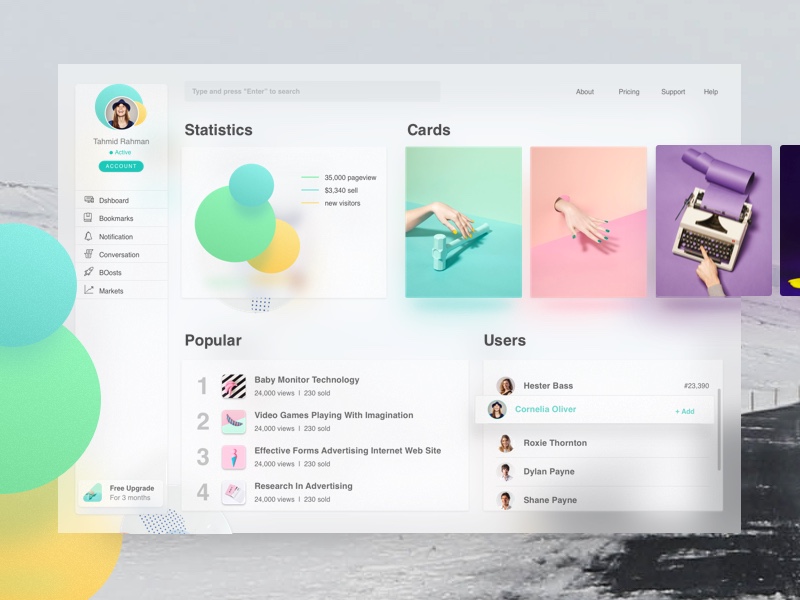 Type and press "Enter" to search
About
Pricing
Support
Help
Tahmid Rahman
Active
ACCOUNT
Dshboard
Bookmarks
Notification
Conversation
BOosts
Markets
Free Upgrade
For 3 months
Statistics
35,000 pageview
$3,340 sell
new visitors
Cards
Popular
1
Baby Monitor Technology
24,000 views | 230 sold
2
Video Games Playing With Imagination
24,000 views | 230 sold
3
Effective Forms Advertising Internet Web Site
24,000 views | 230 sold
4
Research In Advertising
24,000 views | 230 sold
Users
Hester Bass
#23,390
Cornelia Oliver
+ Add
Roxie Thornton
Dylan Payne
Shane Payne